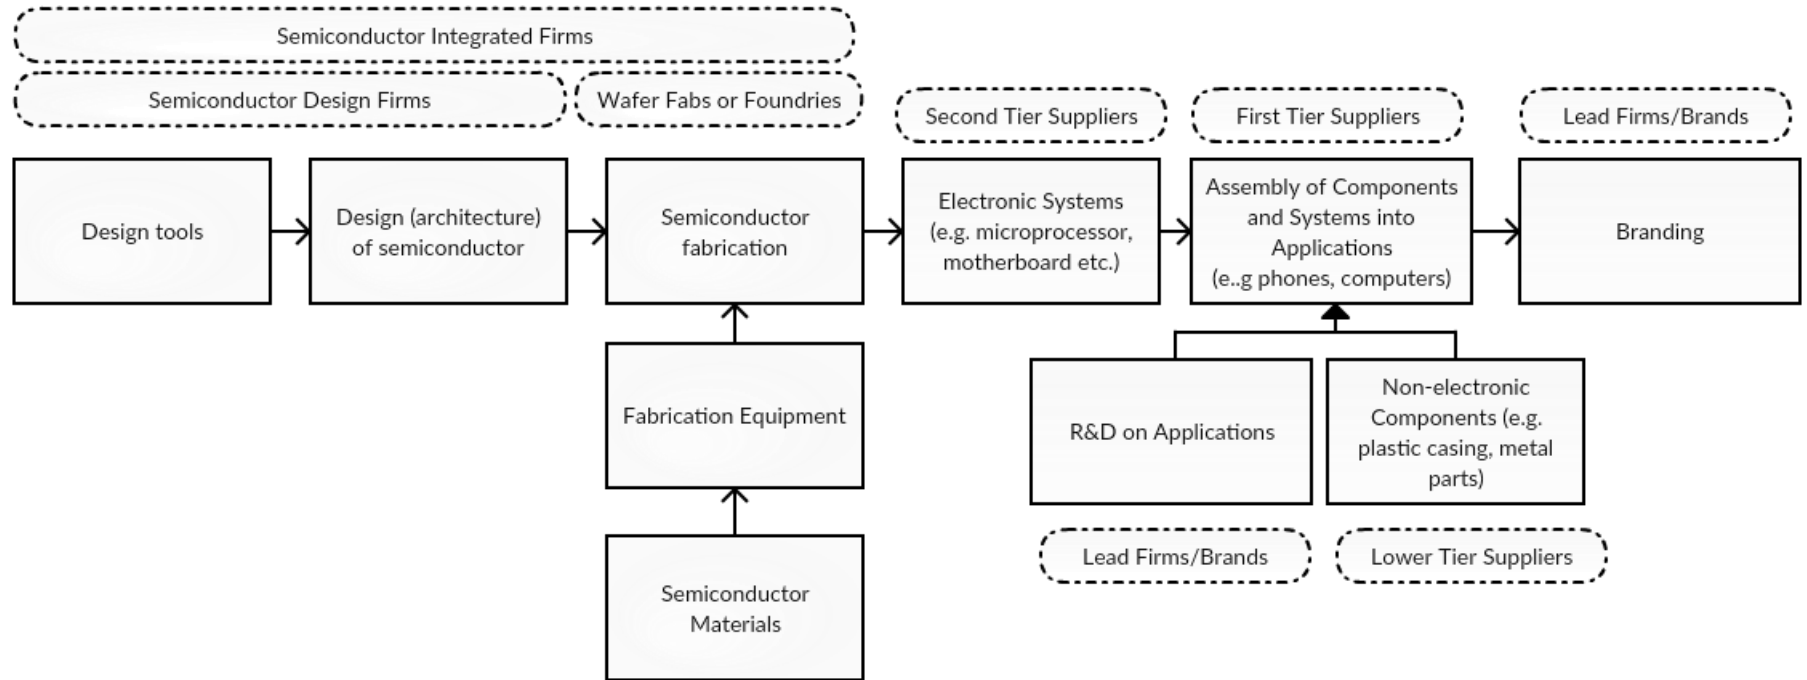 Semiconductor Integrated Firms
Semiconductor Design Firms
Wafer Fabs or Foundries
Second Tier Suppliers
First Tier Suppliers
Lead Firms/Brands
Design tools
Design (architecture)
of semiconductor
Semiconductor
fabrication
Electronic Systems
(e.g. microprocessor,
motherboard etc.)
Assembly of Components
and Systems into
Applications
(e..g phones, computers)
Branding
Fabrication Equipment
R&D on Applications
Non-electronic
Components (e.g.
plastic casing, metal
parts)
Lead Firms/Brands
Lower Tier Suppliers
Semiconductor
Materials